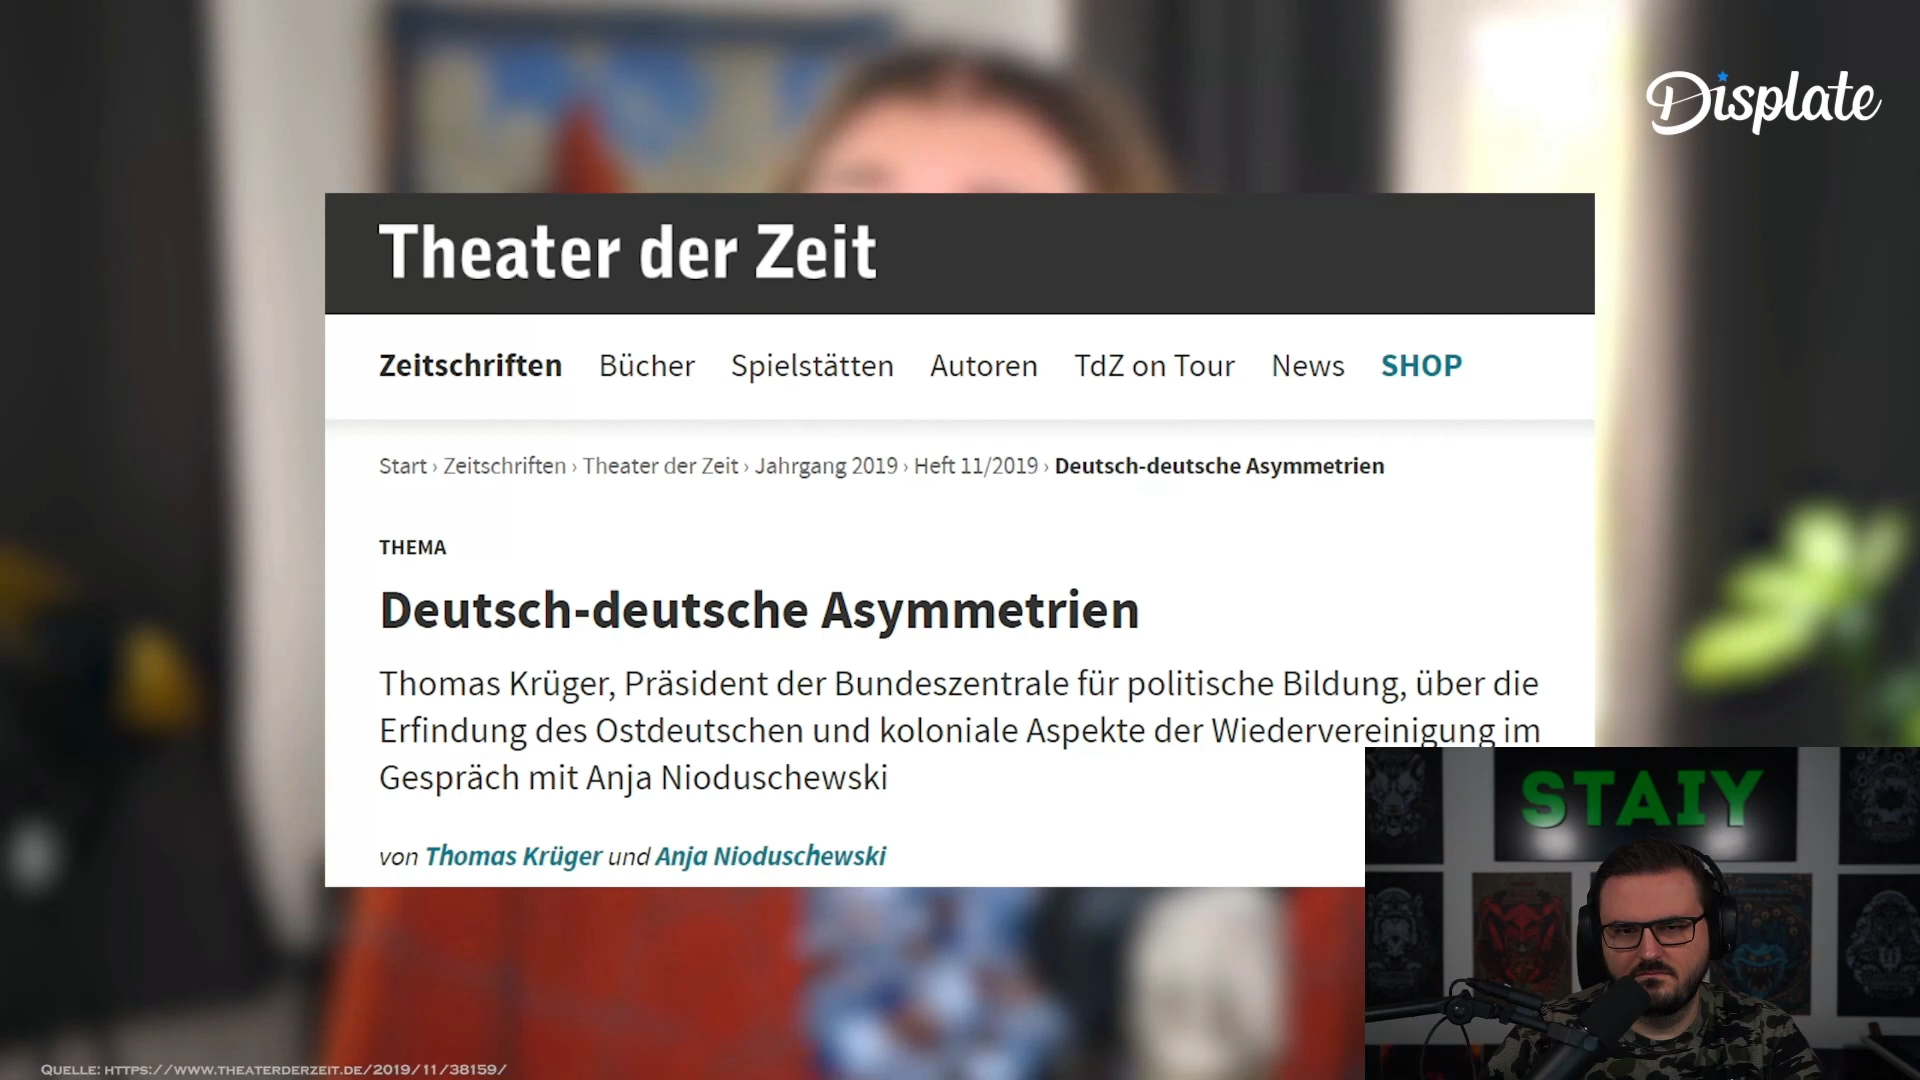 Displate
Theater der Zeit
Zeitschriften Bücher Spielstätten Autoren TdZ on Tour News SHOP
Start › Zeitschriften › Theater der Zeit › Jahrgang 2019 › Heft 11/2019 › Deutsch-deutsche Asymmetrien
THEMA
Deutsch-deutsche Asymmetrien
Thomas Krüger, Präsident der Bundeszentrale für politische Bildung, über die
Erfindung des Ostdeutschen und koloniale Aspekte der Wiedervereinigung im
Gespräch mit Anja Nioduschewski
von Thomas Krüger und Anja Nioduschewski
STAIY
Quelle: https://www.theaterderzeit.de/2019/11/38159/